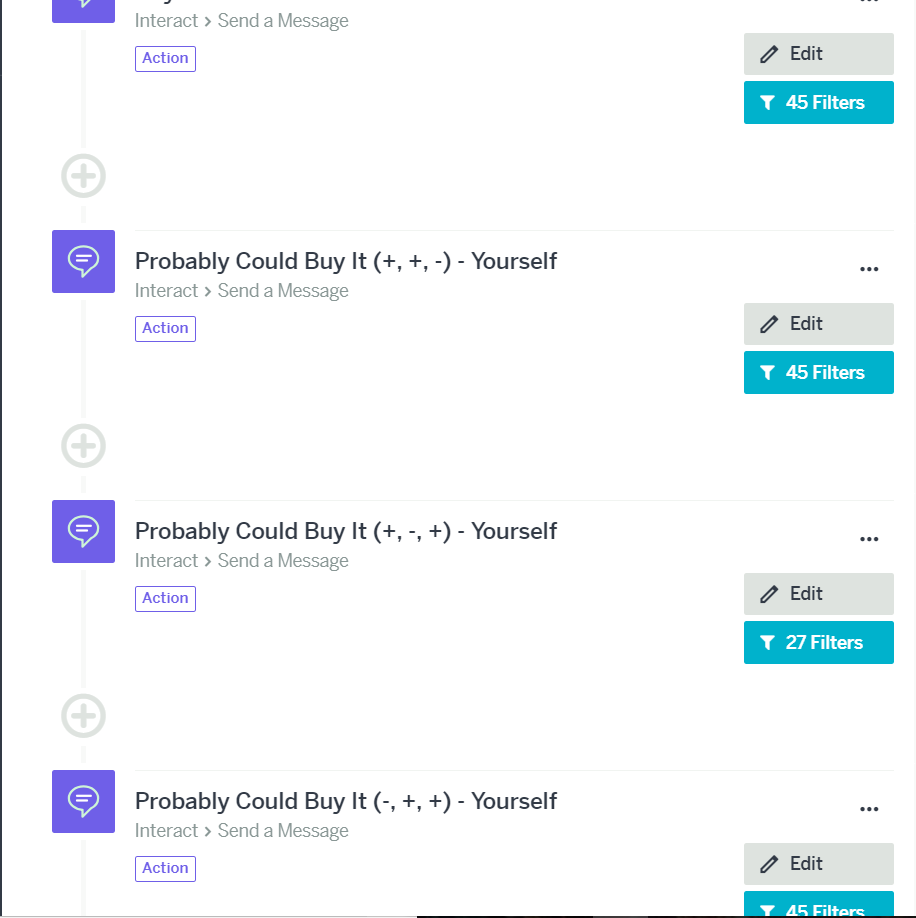 Interact > Send a Message
Action
Edit
45 Filters
Probably Could Buy It (+, +, -) - Yourself
Interact > Send a Message
Action
Edit
45 Filters
Probably Could Buy It (+, -, +) - Yourself
Interact > Send a Message
Action
Edit
27 Filters
Probably Could Buy It (-, +, +) - Yourself
Interact > Send a Message
Action
Edit
45 Filters